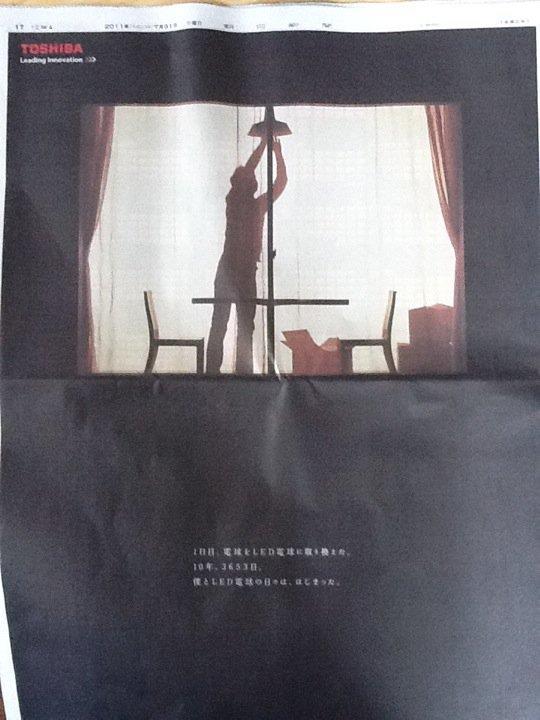 17
TOSHIBA
Leading Innovation >>>
1日目、電球をLED電球に取り換えた。
10年、3653日。
僕とLED電球の日々は、はじまった。